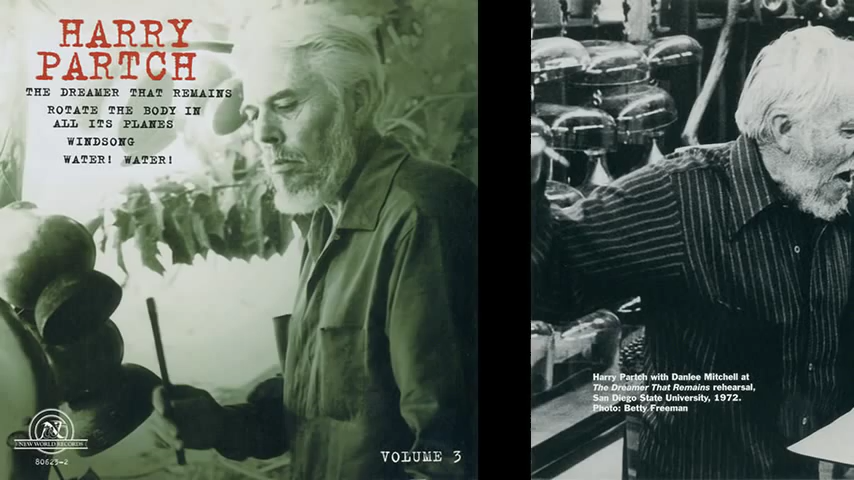 HARRY
PARTCH
THE DREAMER THAT REMAINS
ROTATE THE BODY IN
ALL ITS PLANES
WINDSONG
WATER! WATER!
NEW WORLD RECORDS
80623-2
VOLUME 3
Harry Partch with Danlee Mitchell at
The Dreamer That Remains rehearsal,
San Diego State University, 1972.
Photo: Betty Freeman